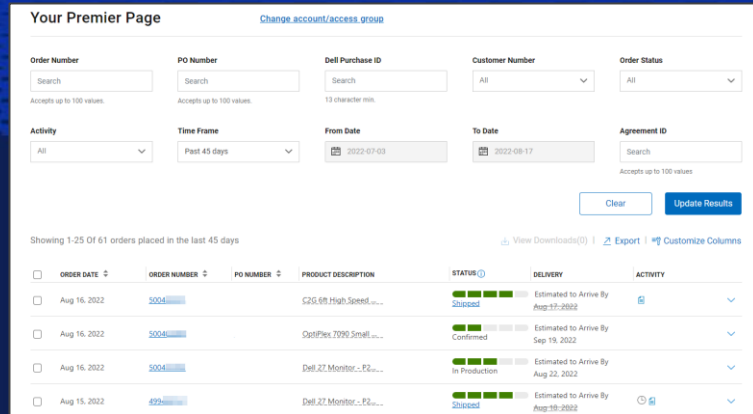 Your Premier Page Change account/access group
Order Number PO Number Dell Purchase ID Customer Number Order Status
Search Search Search All All
Accepts up to 100 values. Accepts up to 100 values. 13 character min.
Activity Time Frame From Date To Date Agreement ID
All Past 45 days 2022-07-03 2022-08-17 Search
Accepts up to 100 values
Clear Update Results
Showing 1-25 Of 61 orders placed in the last 45 days View Downloads(0) | Export | Customize Columns
ORDER DATE ORDER NUMBER PO NUMBER PRODUCT DESCRIPTION STATUS DELIVERY ACTIVITY
Aug 16, 2022 5004 C2G 6ft High Speed ... Shipped Estimated to Arrive By
Aug 17, 2022
Aug 16, 2022 5004 OptiPlex 7090 Small ... Confirmed Estimated to Arrive By
Sep 19, 2022
Aug 16, 2022 5004 Dell 27 Monitor - P2... In Production Estimated to Arrive By
Aug 22, 2022
Aug 15, 2022 499 Dell 27 Monitor - P2... Shipped Estimated to Arrive By
Aug 18, 2022